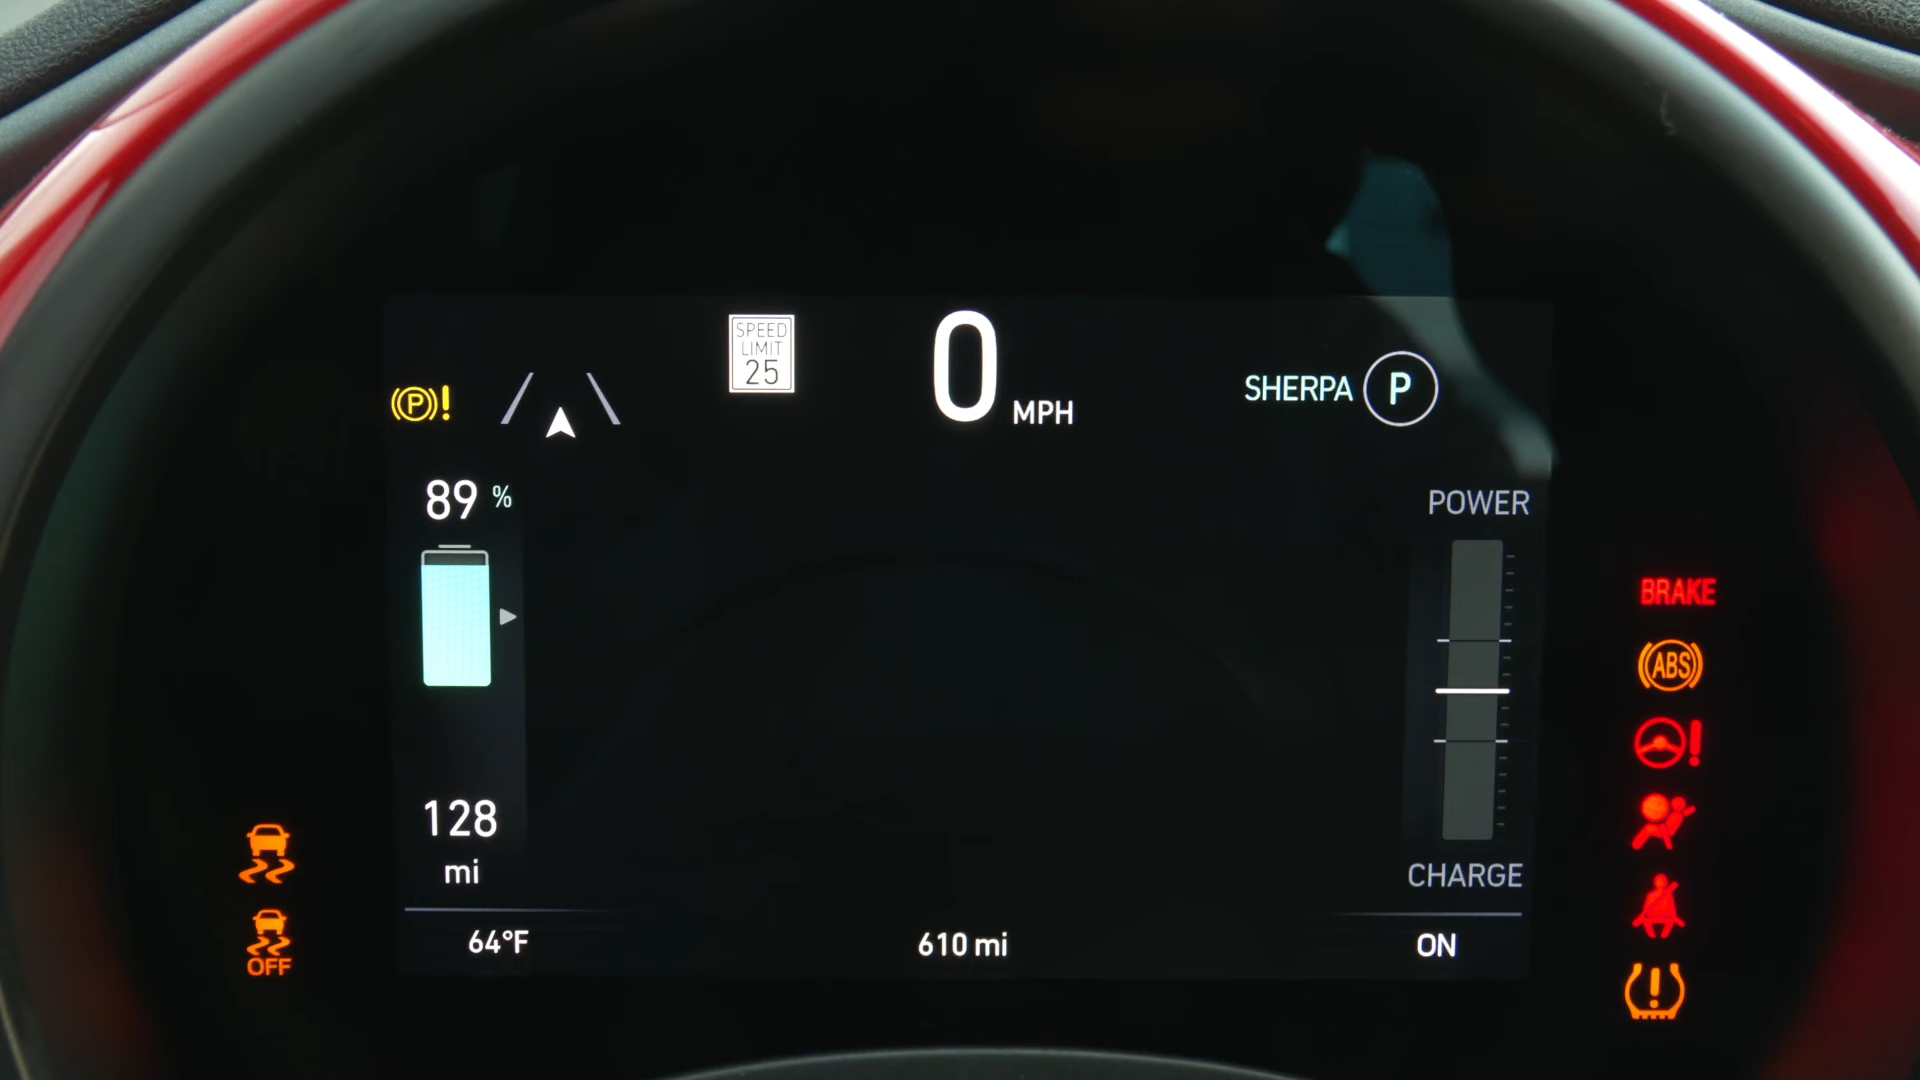 SPEED
LIMIT
25
0 MPH
SHERPA P
P !
89 %
POWER
BRAKE
ABS
!
128
mi
CHARGE
OFF
64°F
610 mi
ON
!